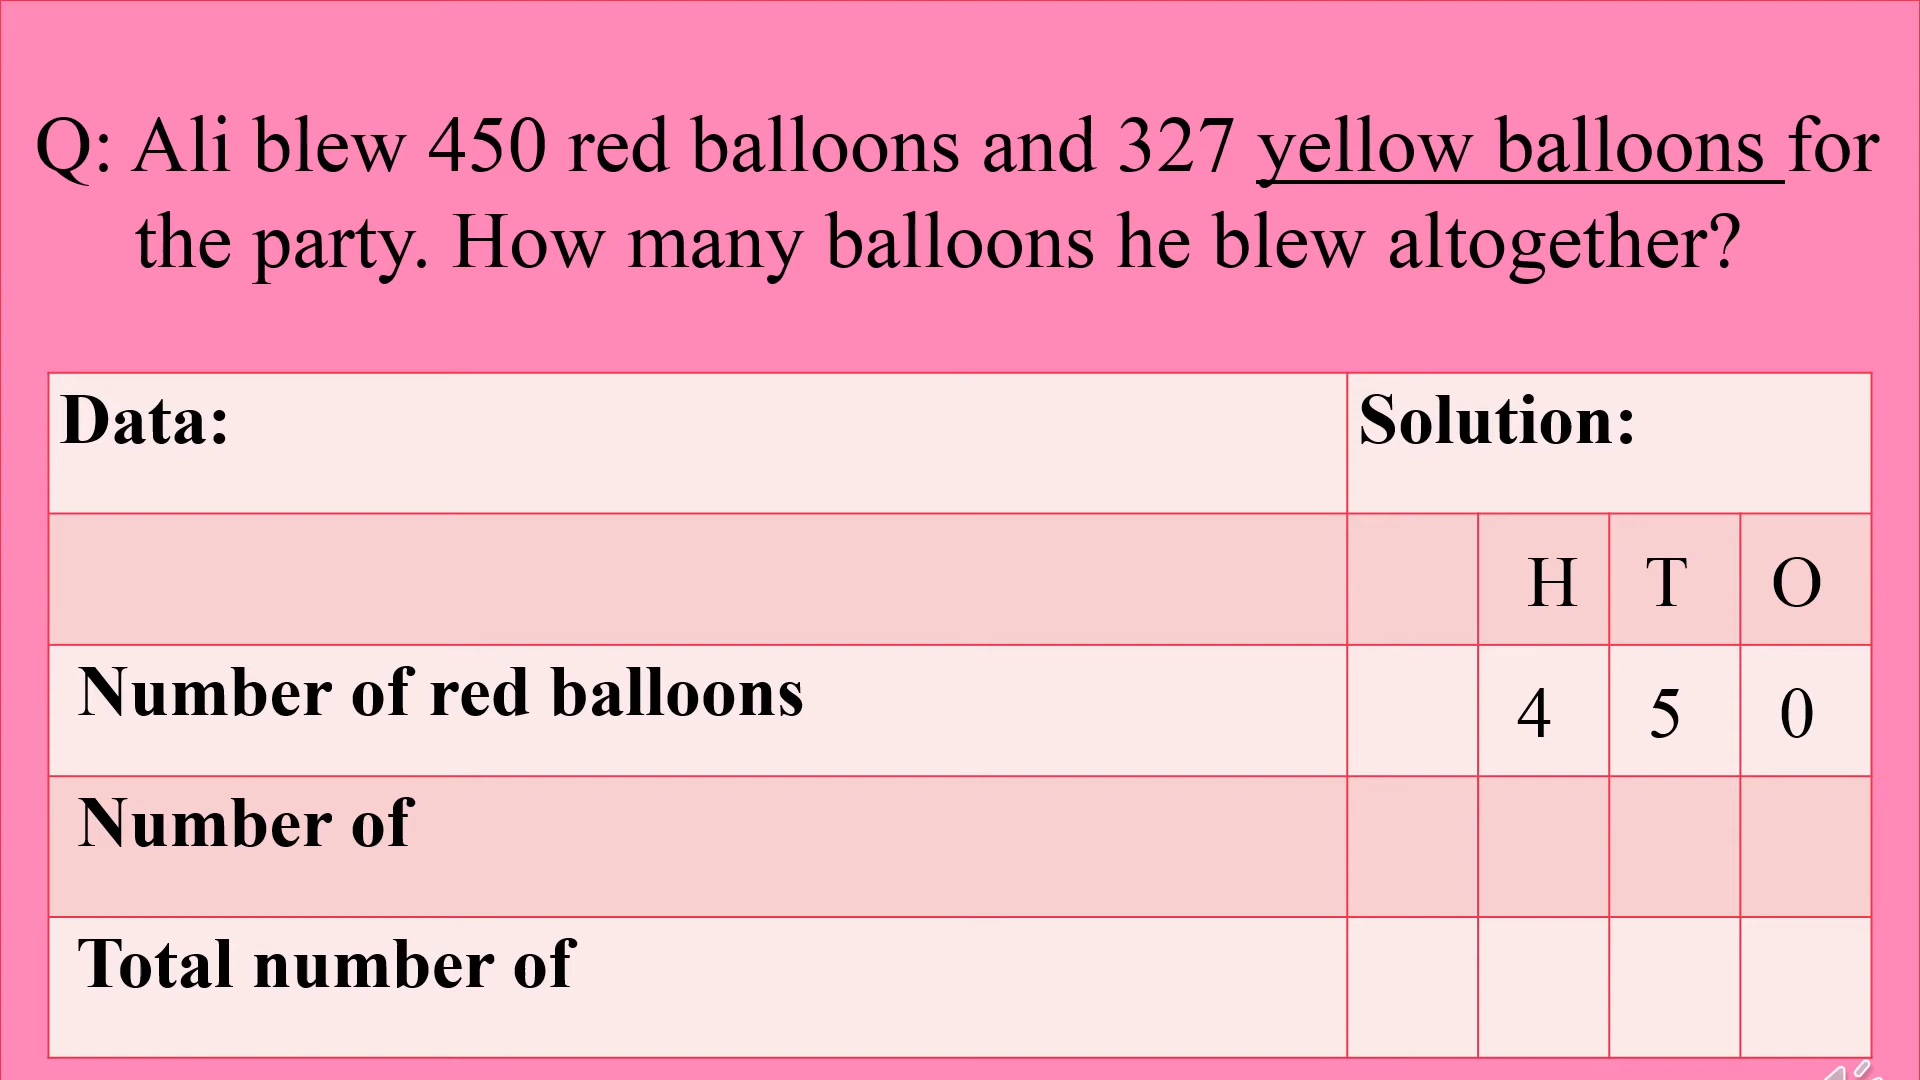 Q: Ali blew 450 red balloons and 327 yellow balloons for
the party. How many balloons he blew altogether?
Data: Solution:
H T O
Number of red balloons 4 5 0
Number of
Total number of